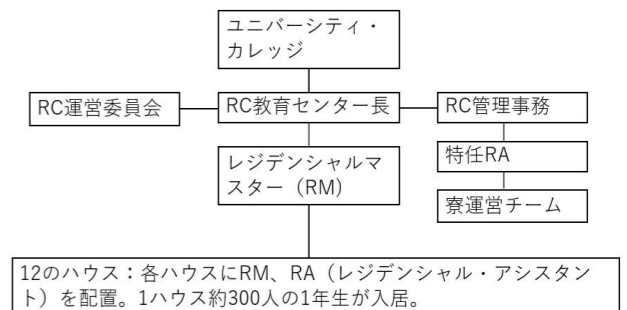 ユニバーシティ・
カレッジ
RC運営委員会
RC教育センター長
RC管理事務
レジデンシャルマ
スター（RM）
特任RA
寮運営チーム
12のハウス：各ハウスにRM、RA（レジデンシャル・アシスタン
ト）を配置。1ハウス約300人の1年生が入居。